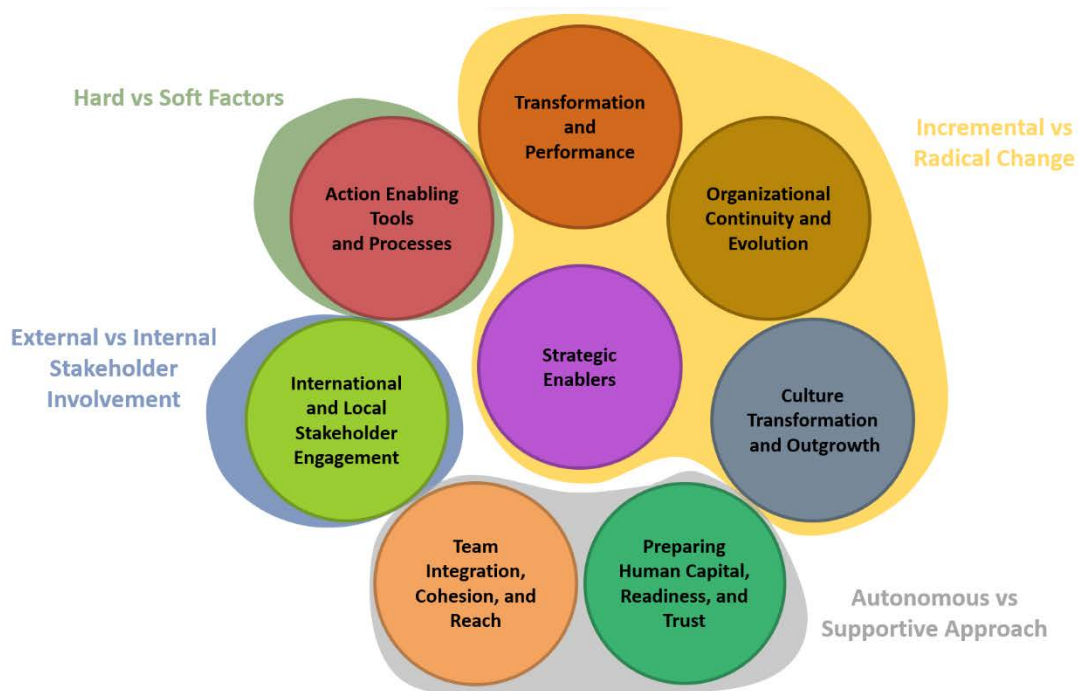 Hard vs Soft Factors
Transformation
and
Performance
Incremental vs
Radical Change
Action Enabling
Tools
and Processes
Organizational
Continuity and
Evolution
External vs Internal
Stakeholder
Involvement
Strategic
Enablers
International
and Local
Stakeholder
Engagement
Culture
Transformation
and Outgrowth
Team
Integration,
Cohesion, and
Reach
Preparing
Human Capital,
Readiness, and
Trust
Autonomous vs
Supportive Approach